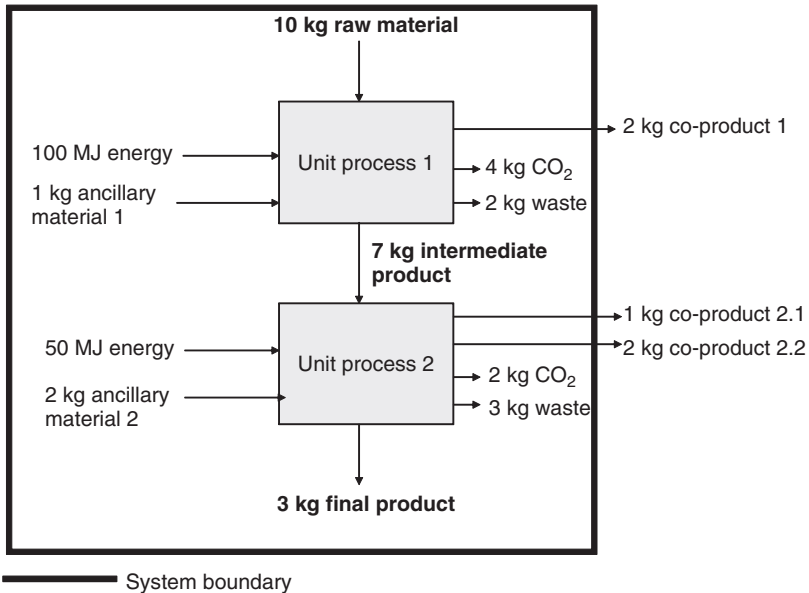 10 kg raw material
100 MJ energy
1 kg ancillary
material 1
Unit process 1
2 kg co-product 1
4 kg CO₂
2 kg waste
7 kg intermediate
product
50 MJ energy
2 kg ancillary
material 2
Unit process 2
1 kg co-product 2.1
2 kg co-product 2.2
2 kg CO₂
3 kg waste
3 kg final product
System boundary